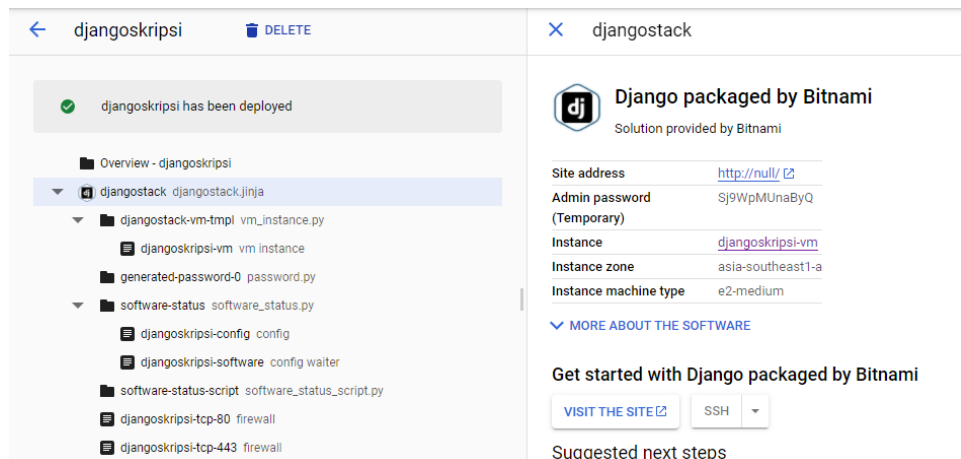 djangoskripsi
DELETE
djangoskripsi has been deployed
Overview - djangoskripsi
djangostack djangostack.jinja
djangostack-vm-tmpl vm_instance.py
djangoskripsi-vm vm instance
generated-password-0 password.py
software-status software_status.py
djangoskripsi-config config
djangoskripsi-software config waiter
software-status-script software_status_script.py
djangoskripsi-tcp-80 firewall
djangoskripsi-tcp-443 firewall
djangostack
dj
Django packaged by Bitnami
Solution provided by Bitnami
Site address http://null/
Admin password Sj9WpMUnaByQ
(Temporary)
Instance djangoskripsi-vm
Instance zone asia-southeast1-a
Instance machine type e2-medium
MORE ABOUT THE SOFTWARE
Get started with Django packaged by Bitnami
VISIT THE SITE
SSH
Suggested next steps